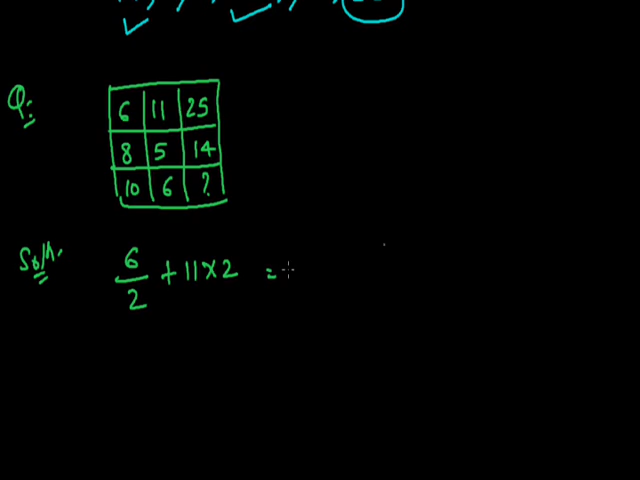 Q:
6 11 25
8 5 14
10 6 ?
Soln.
6/2 + 11 × 2 =